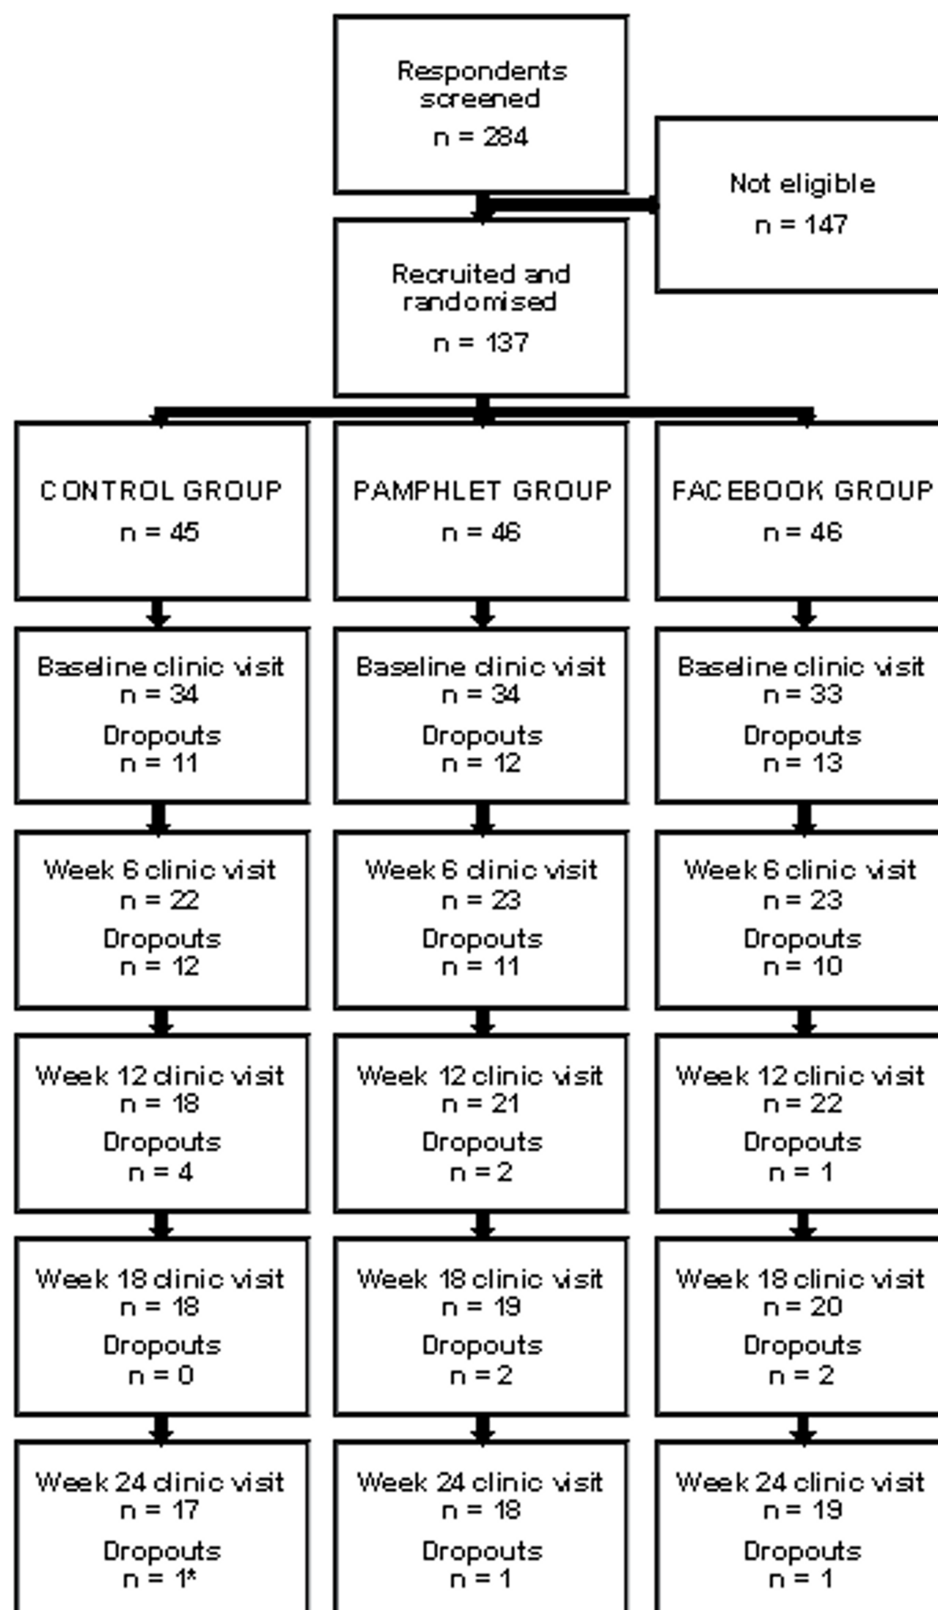 Respondents
screened
n = 284
Not eligible
n = 147
Recruited and
randomised
n = 137
CONTROL GROUP
n = 45
PAMPHLET GROUP
n = 46
FACEBOOK GROUP
n = 46
Baseline clinic visit
n = 34
Dropouts
n = 11
Baseline clinic visit
n = 34
Dropouts
n = 12
Baseline clinic visit
n = 33
Dropouts
n = 13
Week 6 clinic visit
n = 22
Dropouts
n = 12
Week 6 clinic visit
n = 23
Dropouts
n = 11
Week 6 clinic visit
n = 23
Dropouts
n = 10
Week 12 clinic visit
n = 18
Dropouts
n = 4
Week 12 clinic visit
n = 21
Dropouts
n = 2
Week 12 clinic visit
n = 22
Dropouts
n = 1
Week 18 clinic visit
n = 18
Dropouts
n = 0
Week 18 clinic visit
n = 19
Dropouts
n = 2
Week 18 clinic visit
n = 20
Dropouts
n = 2
Week 24 clinic visit
n = 17
Dropouts
n = 1*
Week 24 clinic visit
n = 18
Dropouts
n = 1
Week 24 clinic visit
n = 19
Dropouts
n = 1